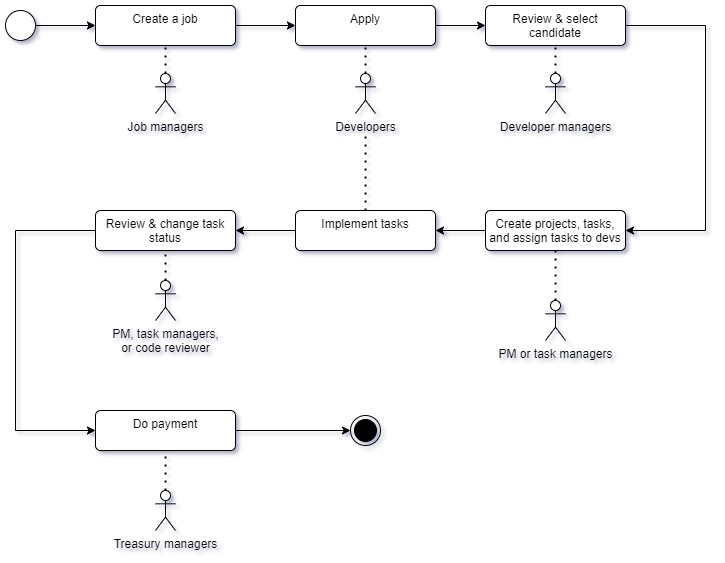 Create a job
Apply
Review & select
candidate
Job managers
Developers
Developer managers
Review & change task
status
Implement tasks
Create projects, tasks,
and assign tasks to devs
PM, task managers,
or code reviewer
PM or task managers
Do payment
Treasury managers